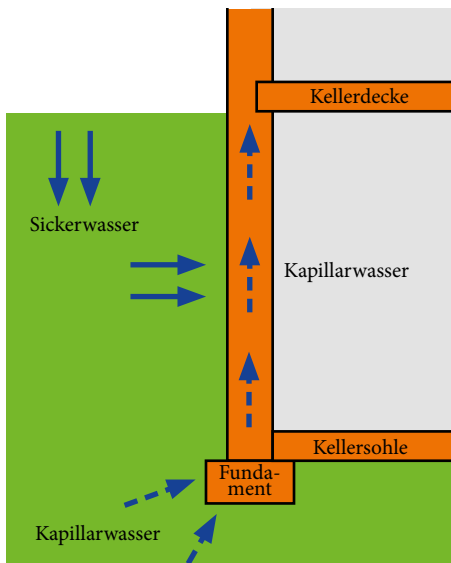 Kellerdecke
Sickerwasser
Kapillarwasser
Kellersohle
Funda-
ment
Kapillarwasser